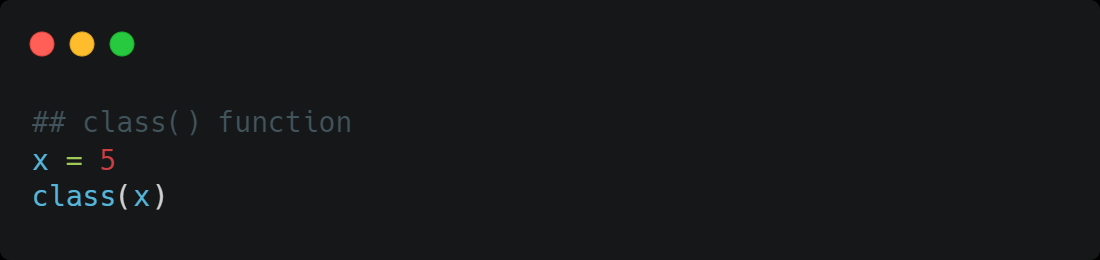 ## class() function
x = 5
class(x)